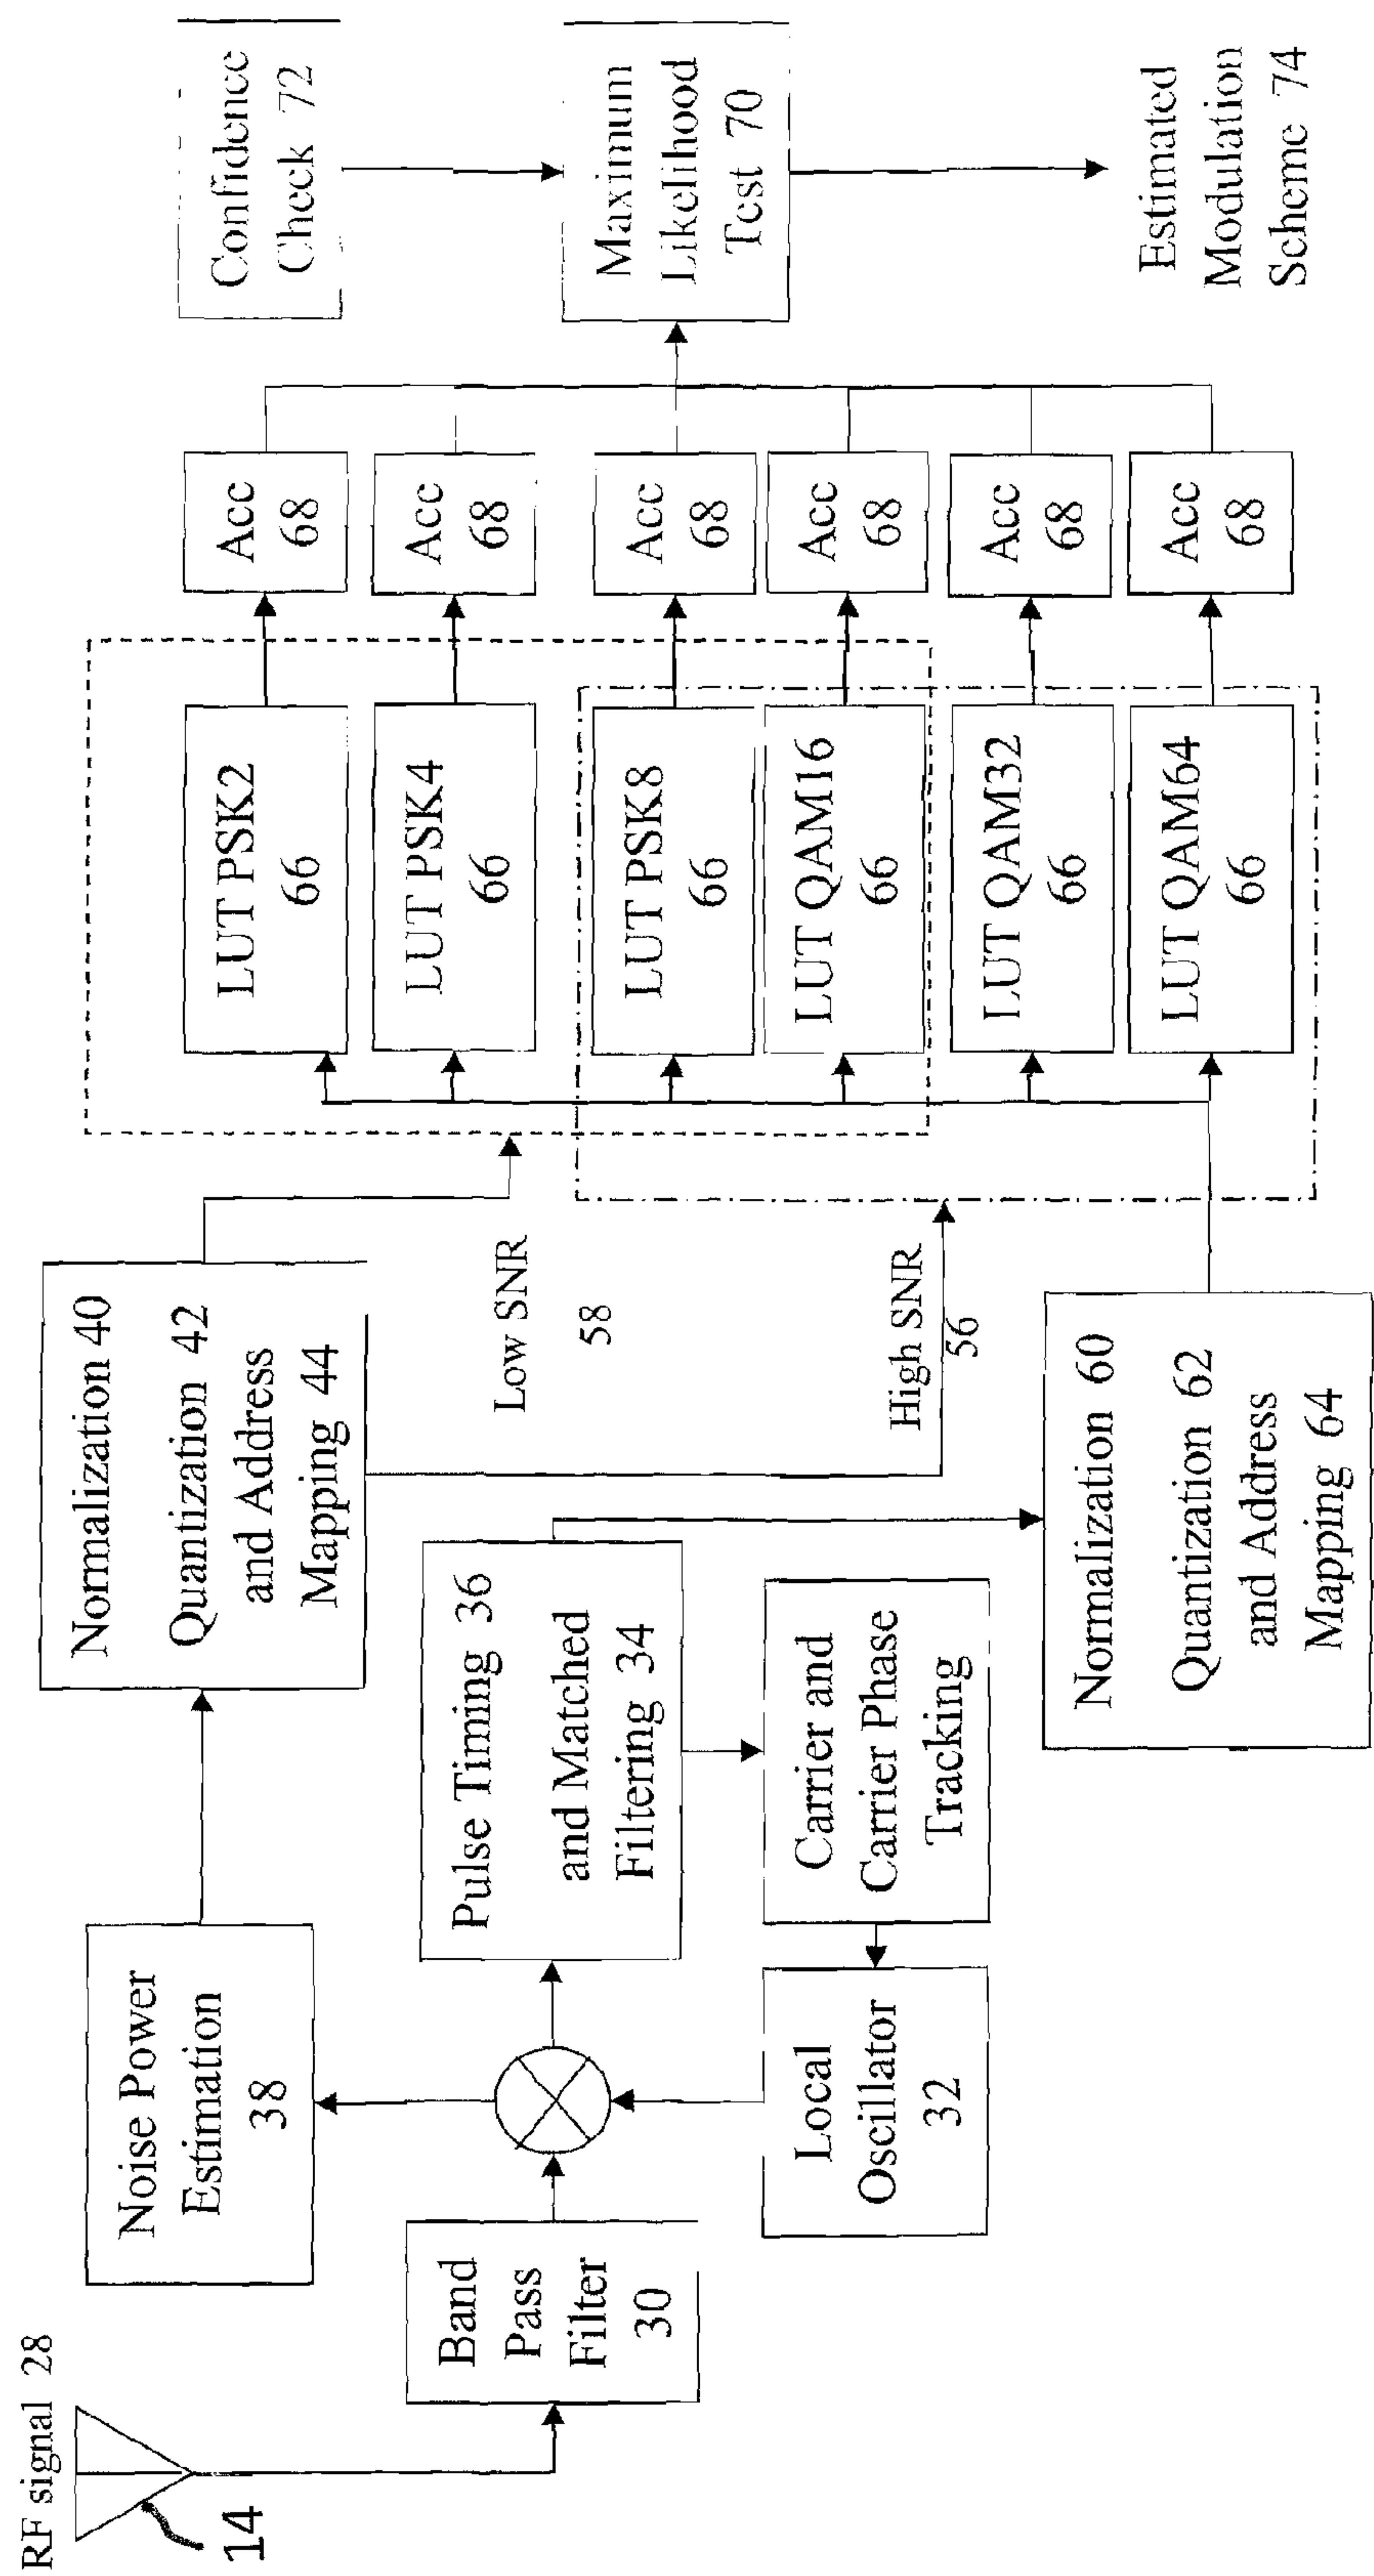 RF signal 28
14
Band
Pass
Filter
30
Noise Power
Estimation
38
Local
Oscillator
32
Pulse Timing 36
and Matched
Filtering 34
Carrier and
Carrier Phase
Tracking
Normalization 40
Quantization 42
and Address
Mapping 44
Normalization 60
Quantization 62
and Address
Mapping 64
Low SNR
58
High SNR
56
LUT PSK2
66
LUT PSK4
66
LUT PSK8
66
LUT QAM16
66
LUT QAM32
66
LUT QAM64
66
Acc
68
Acc
68
Acc
68
Acc
68
Acc
68
Acc
68
Confidence
Check 72
Maximum
Likelihood
Test 70
Estimated
Modulation
Scheme 74